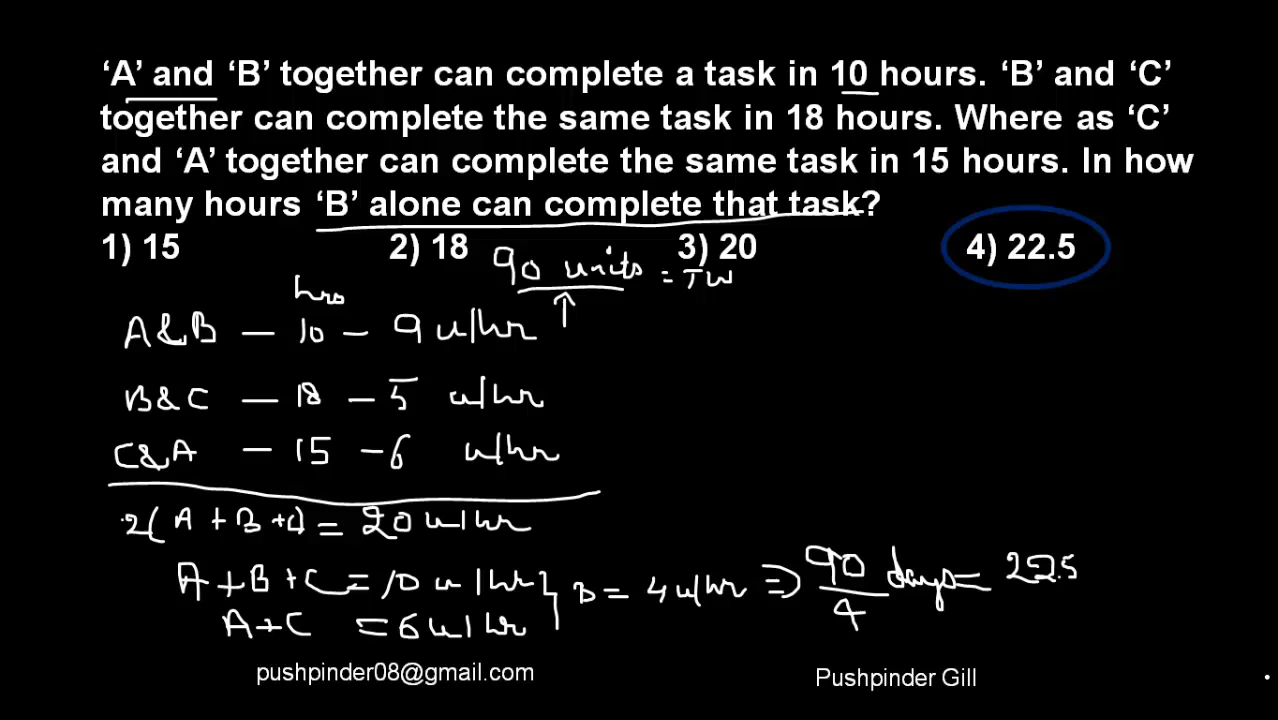 ‘A’ and ‘B’ together can complete a task in 10 hours. ‘B’ and ‘C’
together can complete the same task in 18 hours. Where as ‘C’
and ‘A’ together can complete the same task in 15 hours. In how
many hours ‘B’ alone can complete that task?
1) 15 2) 18 3) 20 4) 22.5
90 units = TW
hrs
A&B — 10 — 9 u/hr
B&C — 18 — 5 u/hr
C&A — 15 — 6 u/hr
2(A+B+C) = 20 u/hr
A+B+C = 10 u/hr } B = 4 u/hr ⇒ 90/4 days = 22.5
A+C = 6 u/hr
pushpinder08@gmail.com Pushpinder Gill